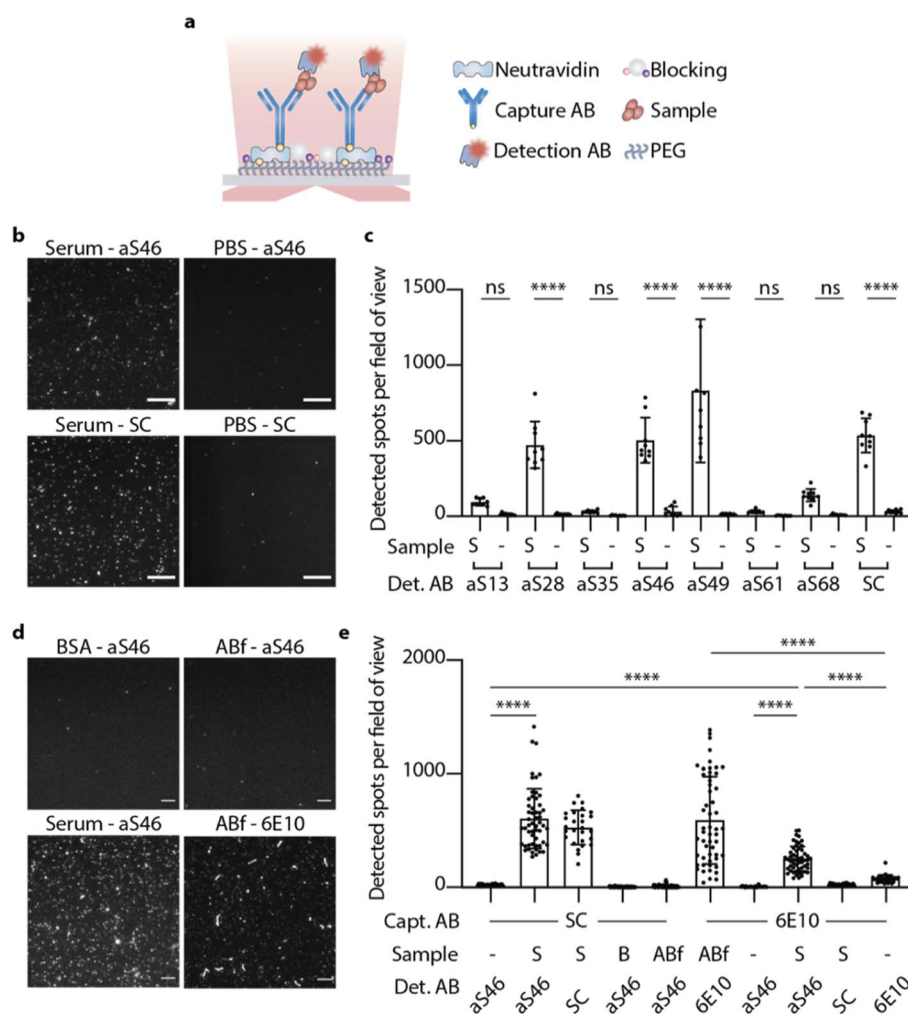 a
Neutravidin Blocking
Capture AB Sample
Detection AB PEG
b
Serum - aS46 PBS - aS46
Serum - SC PBS - SC
c
Detected spots per field of view
1500
1000
500
0
ns **** ns **** **** ns ns ****
Sample S - S - S - S - S - S - S - S -
Det. AB aS13 aS28 aS35 aS46 aS49 aS61 aS68 SC
d
BSA - aS46 ABf - aS46
Serum - aS46 ABf - 6E10
e
Detected spots per field of view
2000
1000
0
****
**** ****
**** ****
Capt. AB SC 6E10
Sample - S S B ABf ABf - S S -
Det. AB aS46 aS46 SC aS46 aS46 6E10 aS46 aS46 SC 6E10